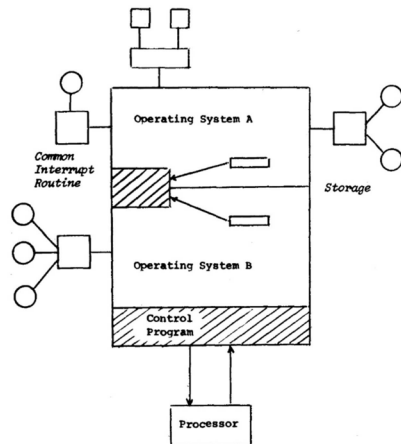 Operating System A
Common
Interrupt
Routine
Storage
Operating System B
Control
Program
Processor